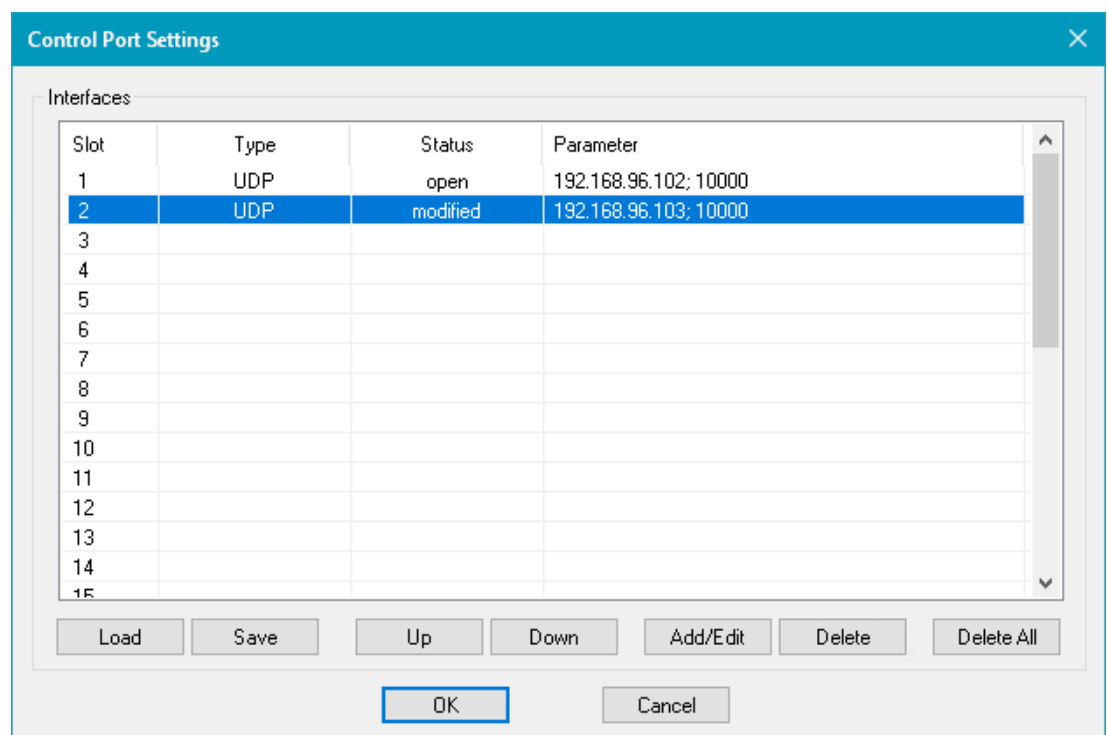 Control Port Settings
Interfaces
Slot Type Status Parameter
1 UDP open 192.168.96.102; 10000
2 UDP modified 192.168.96.103; 10000
3
4
5
6
7
8
9
10
11
12
13
14
15
Load Save Up Down Add/Edit Delete Delete All
OK Cancel